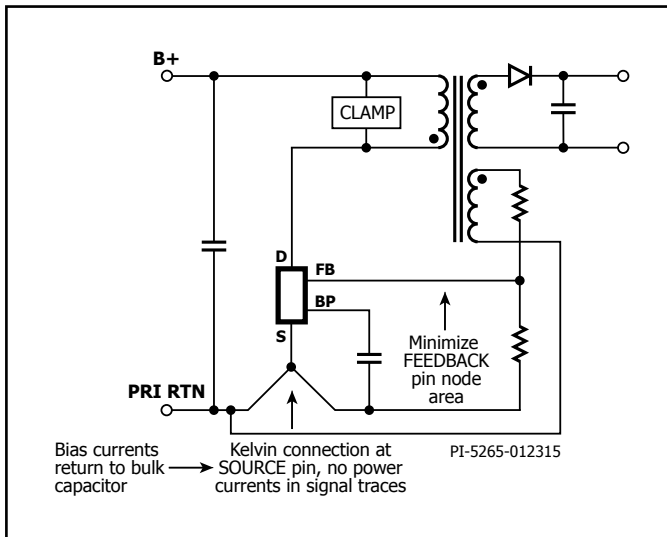 B+
CLAMP
D
FB
BP
S
Minimize
FEEDBACK
pin node
area
PRI RTN
PI-5265-012315
Bias currents
return to bulk
capacitor
Kelvin connection at
SOURCE pin, no power
currents in signal traces